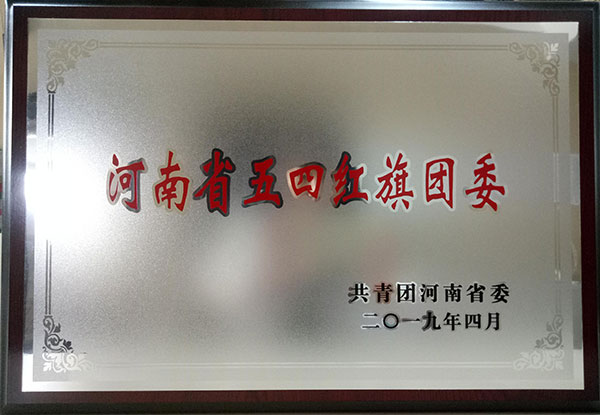 河南省五四红旗团委
共青团河南省委
二〇一九年四月